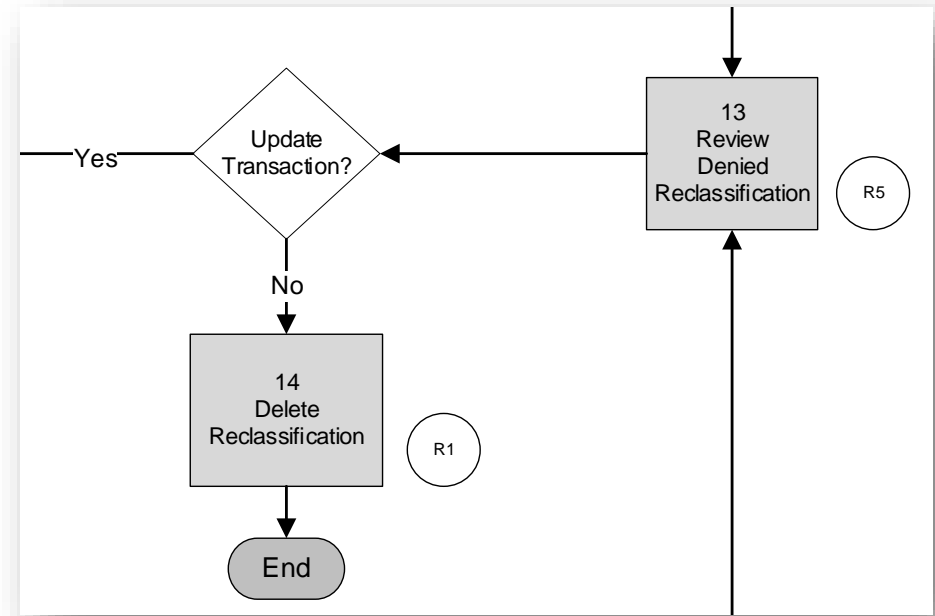 13
Review
Denied
Reclassification
R5
Update
Transaction?
Yes
No
14
Delete
Reclassification
R1
End